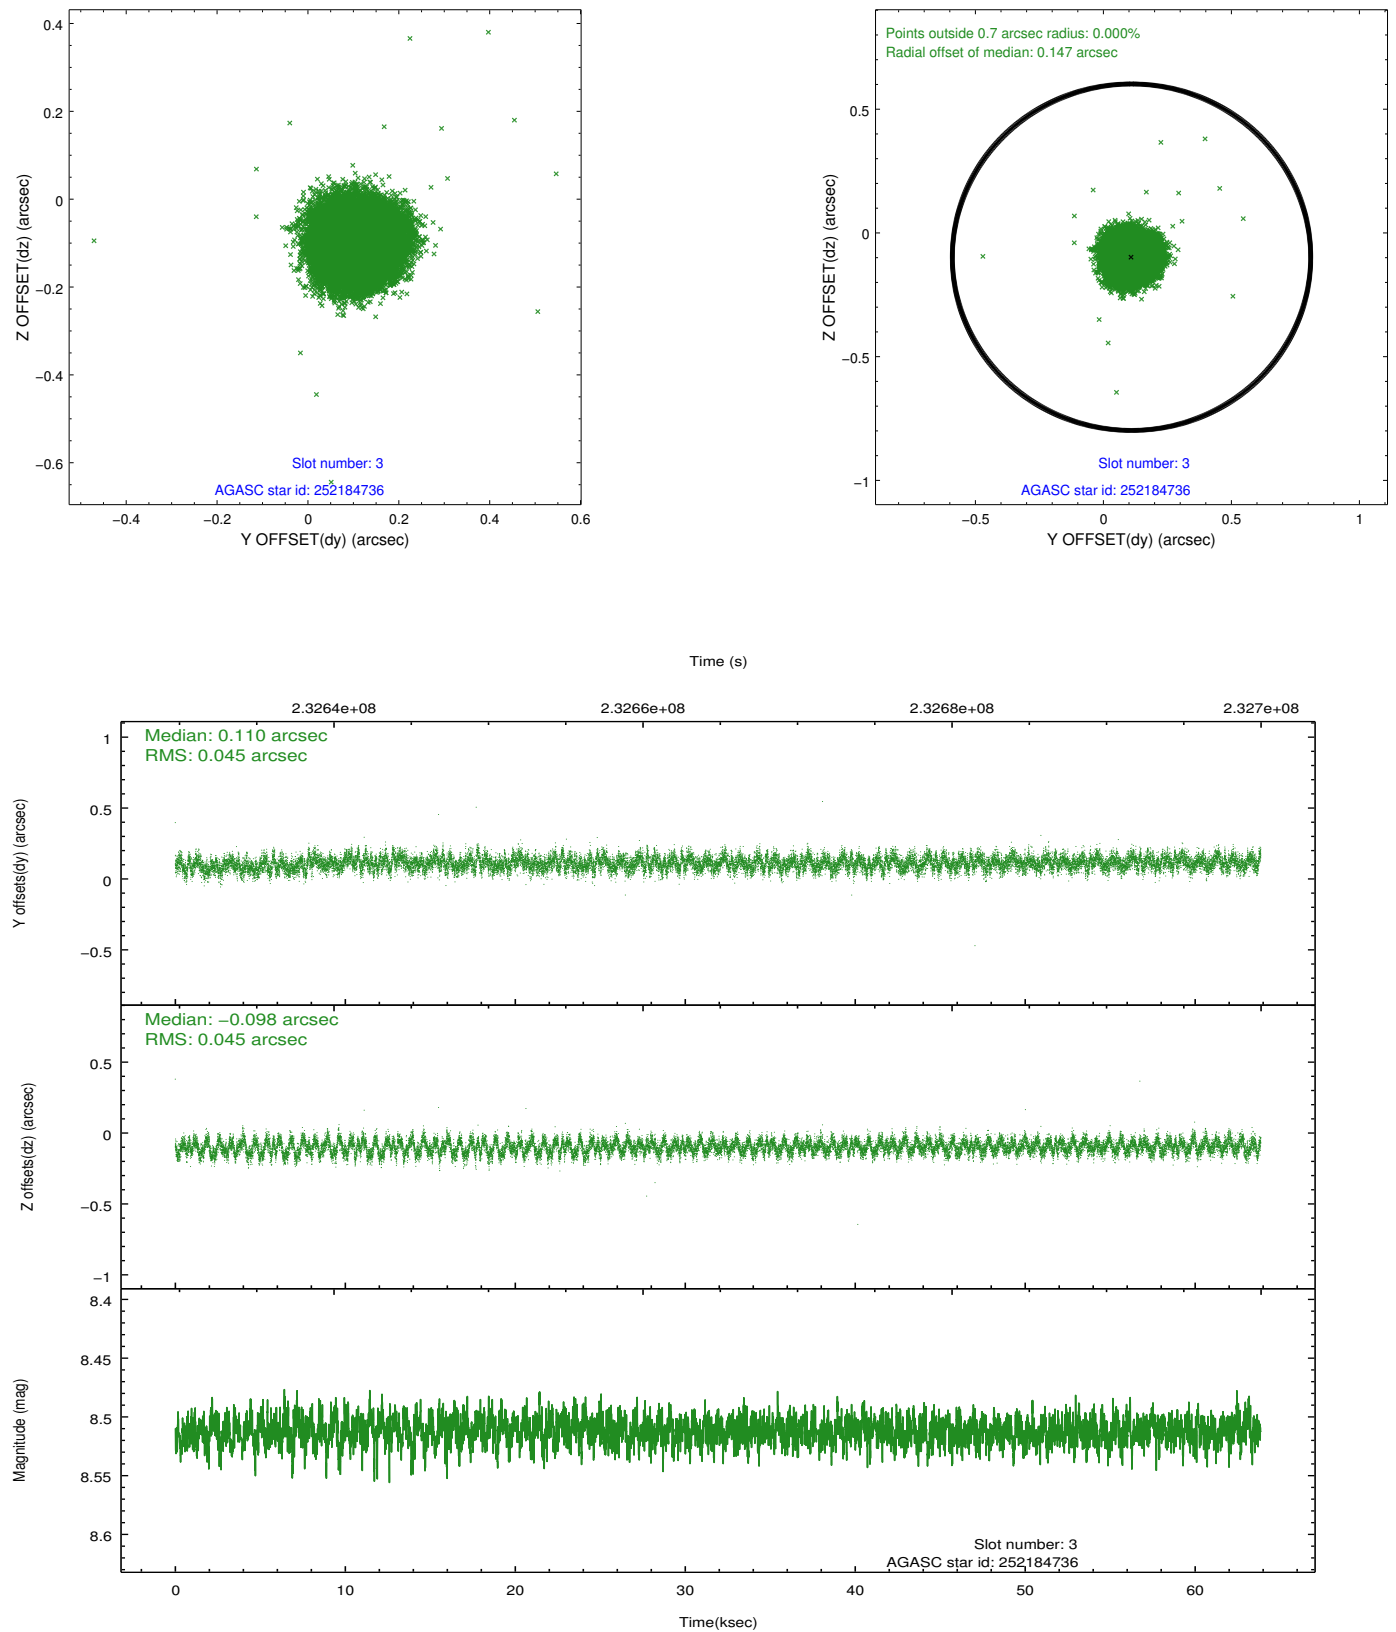 0.4
0.2
0
−0.2
−0.4
−0.6
Z OFFSET(dz) (arcsec)
Slot number: 3
AGASC star id: 252184736
−0.4
−0.2
0
0.2
0.4
0.6
Y OFFSET(dy) (arcsec)
Points outside 0.7 arcsec radius: 0.000%
Radial offset of median: 0.147 arcsec
0.5
0
−0.5
−1
Z OFFSET(dz) (arcsec)
Slot number: 3
AGASC star id: 252184736
−0.5
0
0.5
1
Y OFFSET(dy) (arcsec)
Time (s)
2.3264e+08
2.3266e+08
2.3268e+08
2.327e+08
Median: 0.110 arcsec
RMS: 0.045 arcsec
1
0.5
0
−0.5
Y offsets(dy) (arcsec)
Median: −0.098 arcsec
RMS: 0.045 arcsec
0.5
0
−0.5
−1
Z offsets(dz) (arcsec)
8.4
8.45
8.5
8.55
8.6
Magnitude (mag)
Slot number: 3
AGASC star id: 252184736
0
10
20
30
40
50
60
Time(ksec)